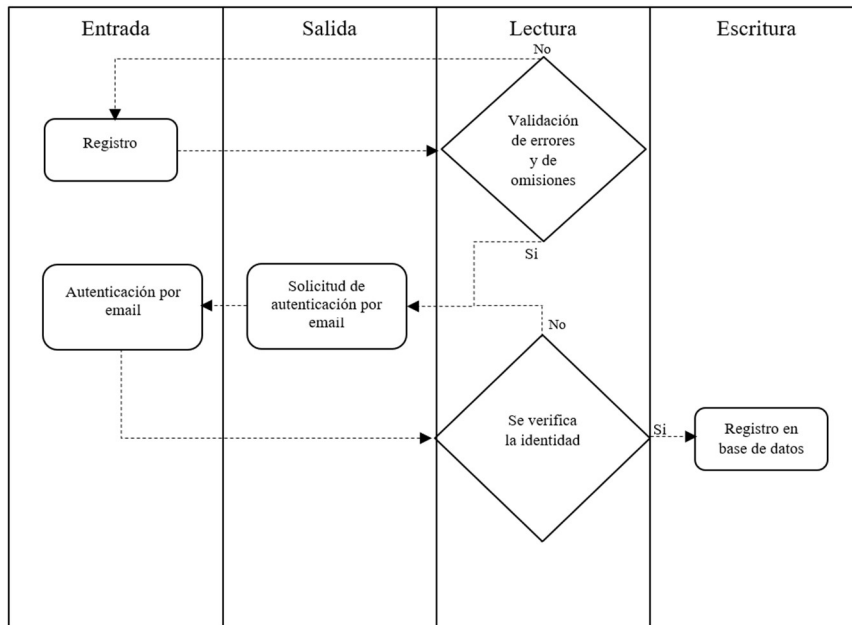 Entrada
Salida
Lectura
Escritura
No
Registro
Validación
de errores
y de
omisiones
Si
Autenticación por
email
Solicitud de
autenticación por
email
No
Se verifica
la identidad
Si
Registro en
base de datos